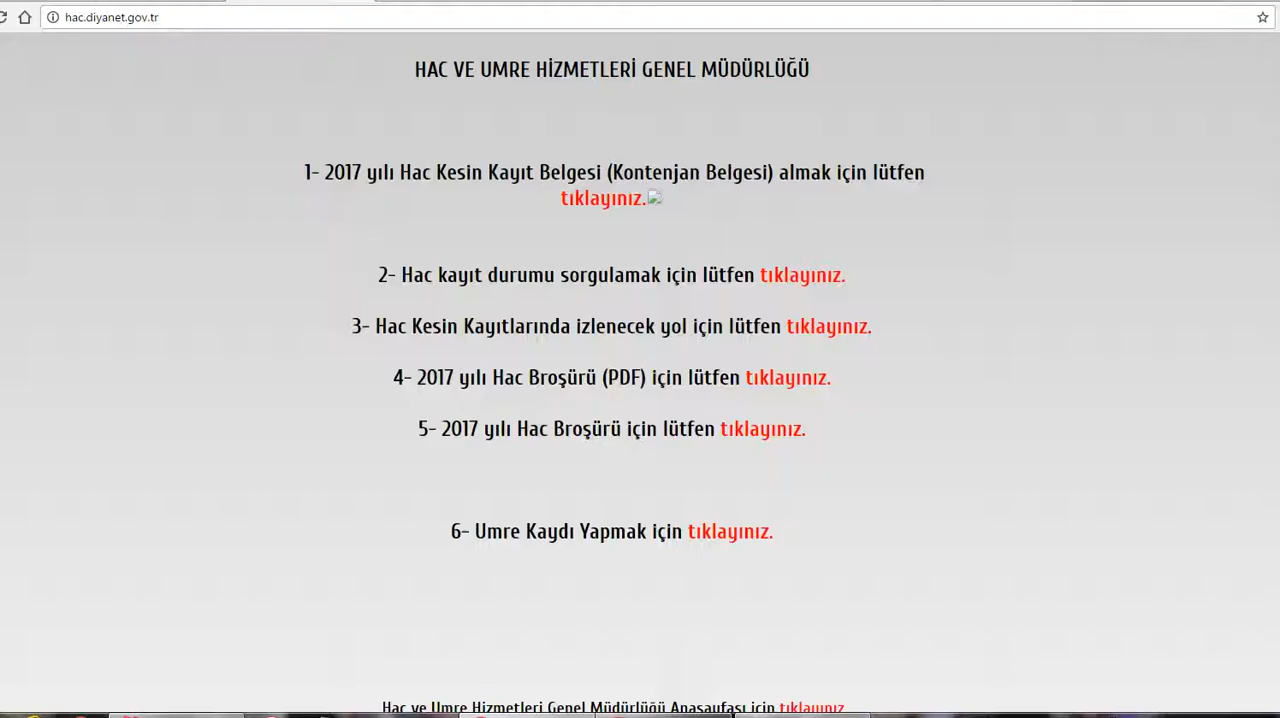 hac.diyanet.gov.tr
HAC VE UMRE HİZMETLERİ GENEL MÜDÜRLÜĞÜ
1- 2017 yılı Hac Kesin Kayıt Belgesi (Kontenjan Belgesi) almak için lütfen
tıklayınız.
2- Hac kayıt durumu sorgulamak için lütfen tıklayınız.
3- Hac Kesin Kayıtlarında izlenecek yol için lütfen tıklayınız.
4- 2017 yılı Hac Broşürü (PDF) için lütfen tıklayınız.
5- 2017 yılı Hac Broşürü için lütfen tıklayınız.
6- Umre Kaydı Yapmak için tıklayınız.
Hac ve Umre Hizmetleri Genel Müdürlüğü Anasayfası için tıklayınız